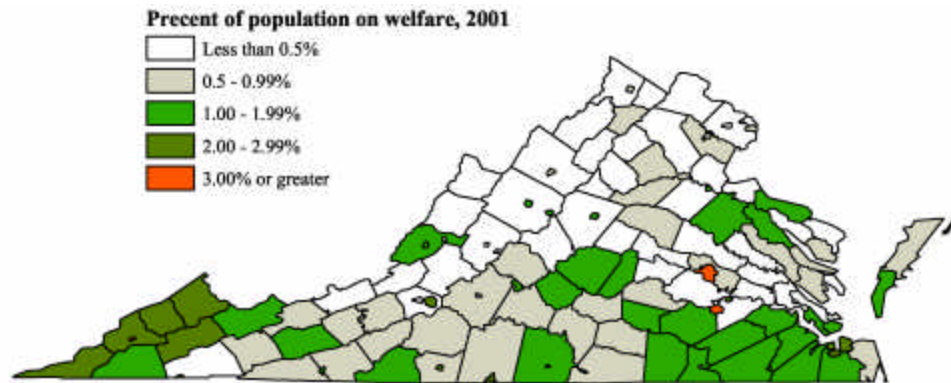 Precent of population on welfare, 2001
Less than 0.5%
0.5 - 0.99%
1.00 - 1.99%
2.00 - 2.99%
3.00% or greater